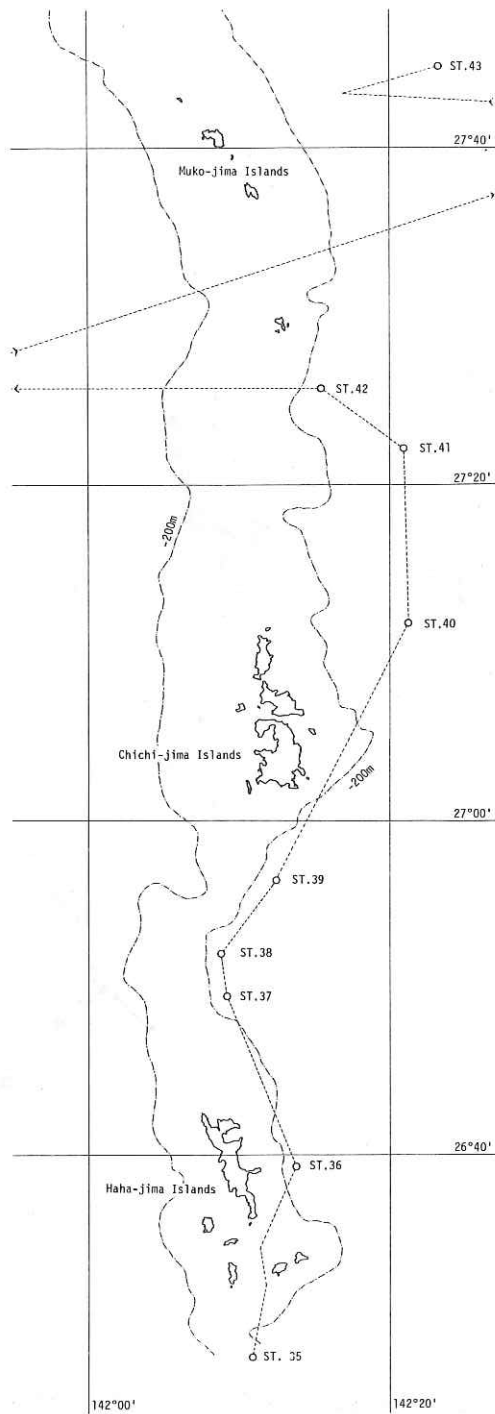 ST.43
27°40'
Muko-jima Islands
ST.42
ST.41
27°20'
-200m
ST.40
Chichi-jima Islands
-200m
27°00'
ST.39
ST.38
ST.37
26°40'
ST.36
Haha-jima Islands
ST. 35
142°00'
142°20'